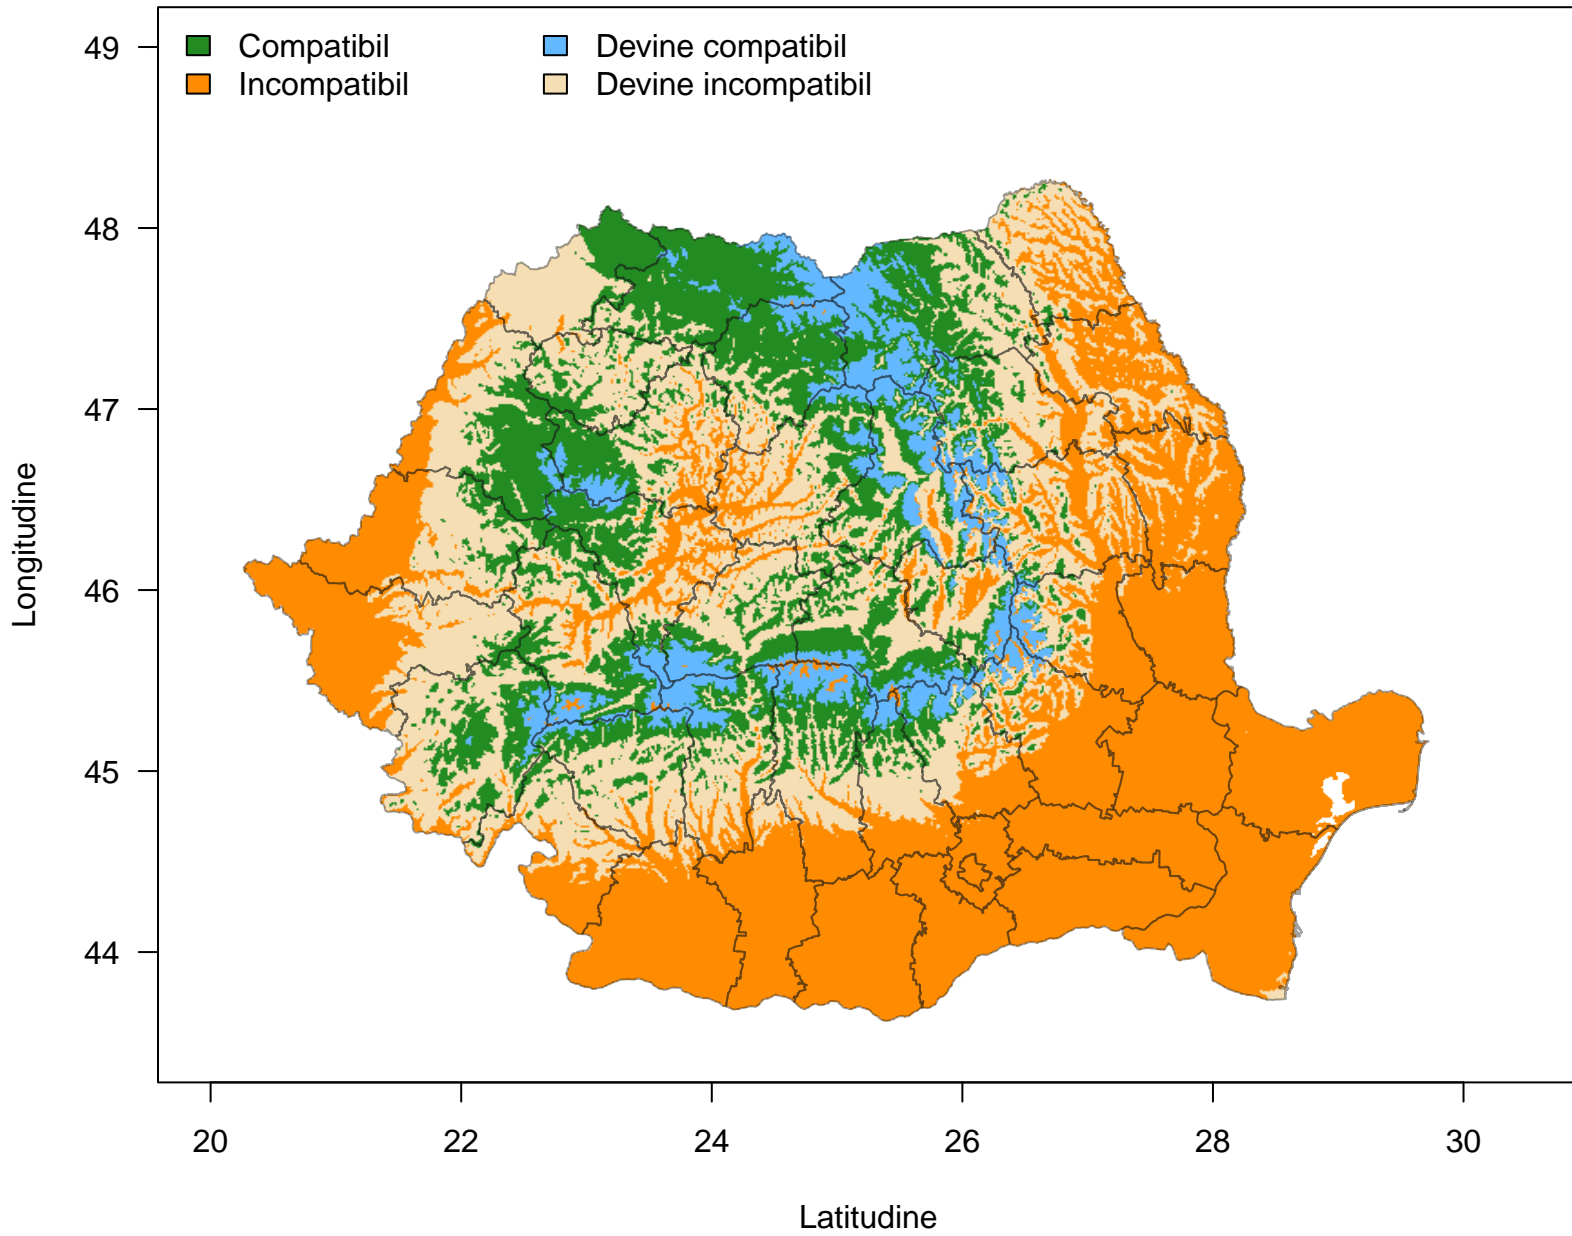 Compatibil
Incompatibil
Devine compatibil
Devine incompatibil
49
48
47
46
45
44
Longitudine
20 22 24 26 28 30
Latitudine